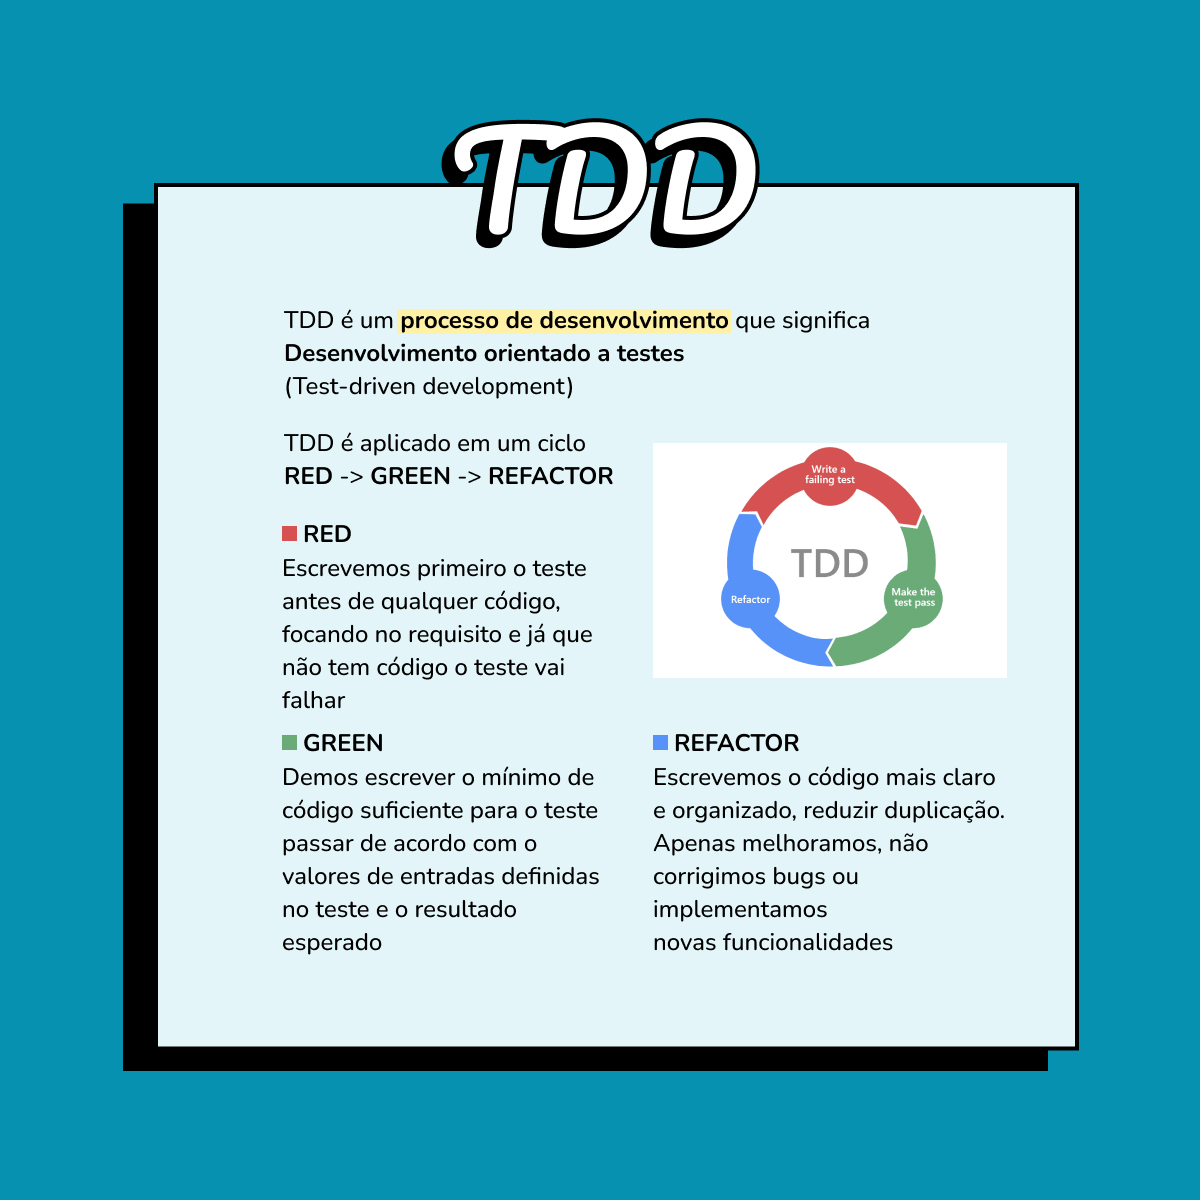 TDD
TDD é um processo de desenvolvimento que significa
Desenvolvimento orientado a testes
(Test-driven development)
TDD é aplicado em um ciclo
RED -> GREEN -> REFACTOR
RED
Escrevemos primeiro o teste
antes de qualquer código,
focando no requisito e já que
não tem código o teste vai
falhar
Write a
failing test
TDD
Make the
test pass
Refactor
GREEN
Demos escrever o mínimo de
código suficiente para o teste
passar de acordo com o
valores de entradas definidas
no teste e o resultado
esperado
REFACTOR
Escrevemos o código mais claro
e organizado, reduzir duplicação.
Apenas melhoramos, não
corrigimos bugs ou
implementamos
novas funcionalidades